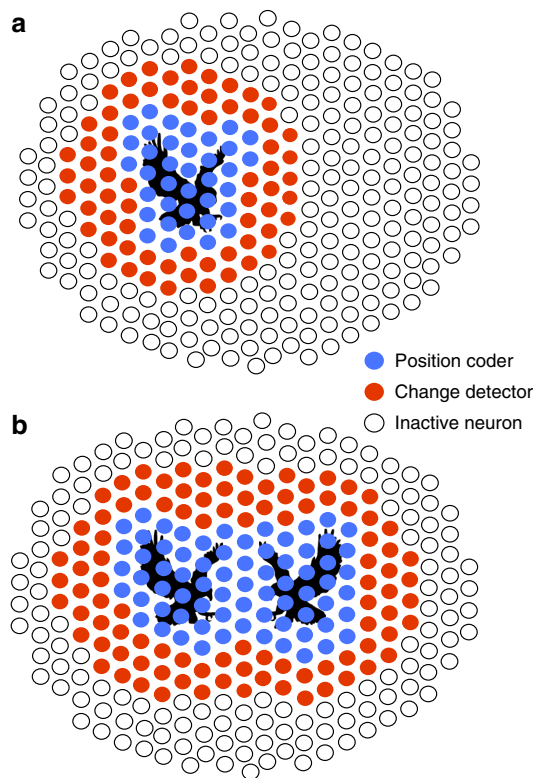 a
Position coder
Change detector
Inactive neuron
b